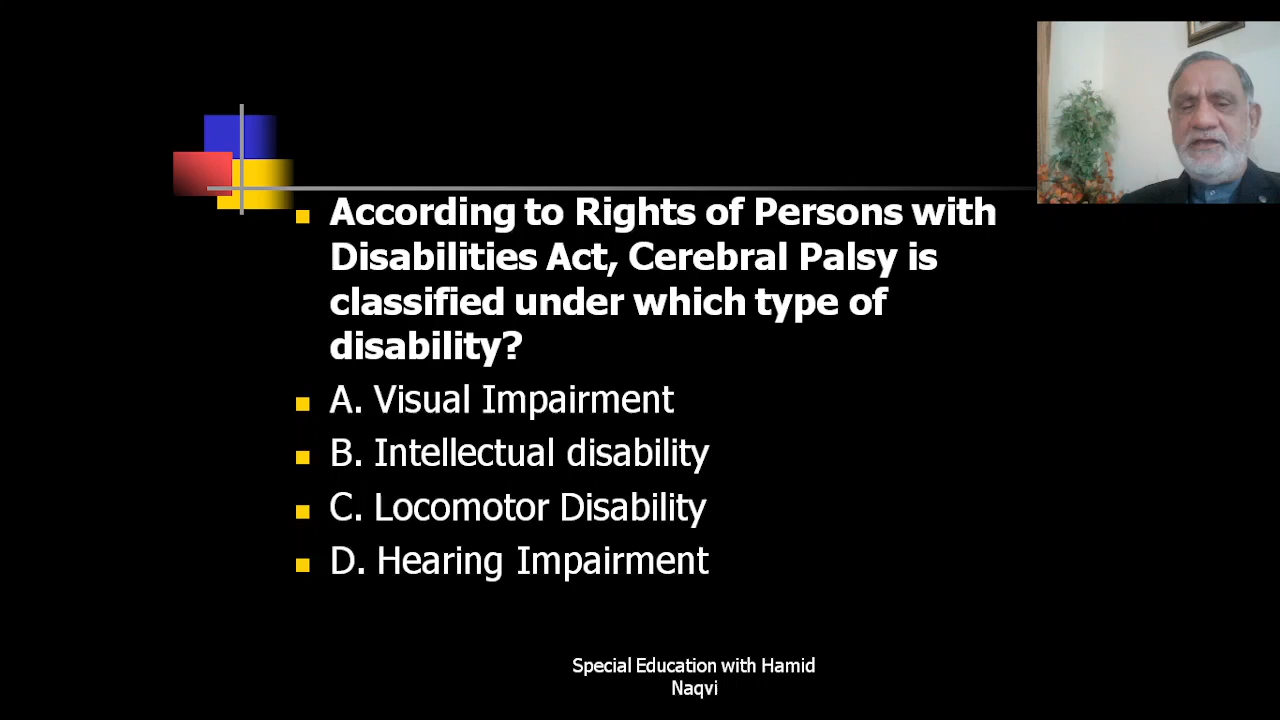 According to Rights of Persons with
Disabilities Act, Cerebral Palsy is
classified under which type of
disability?
A. Visual Impairment
B. Intellectual disability
C. Locomotor Disability
D. Hearing Impairment
Special Education with Hamid
Naqvi